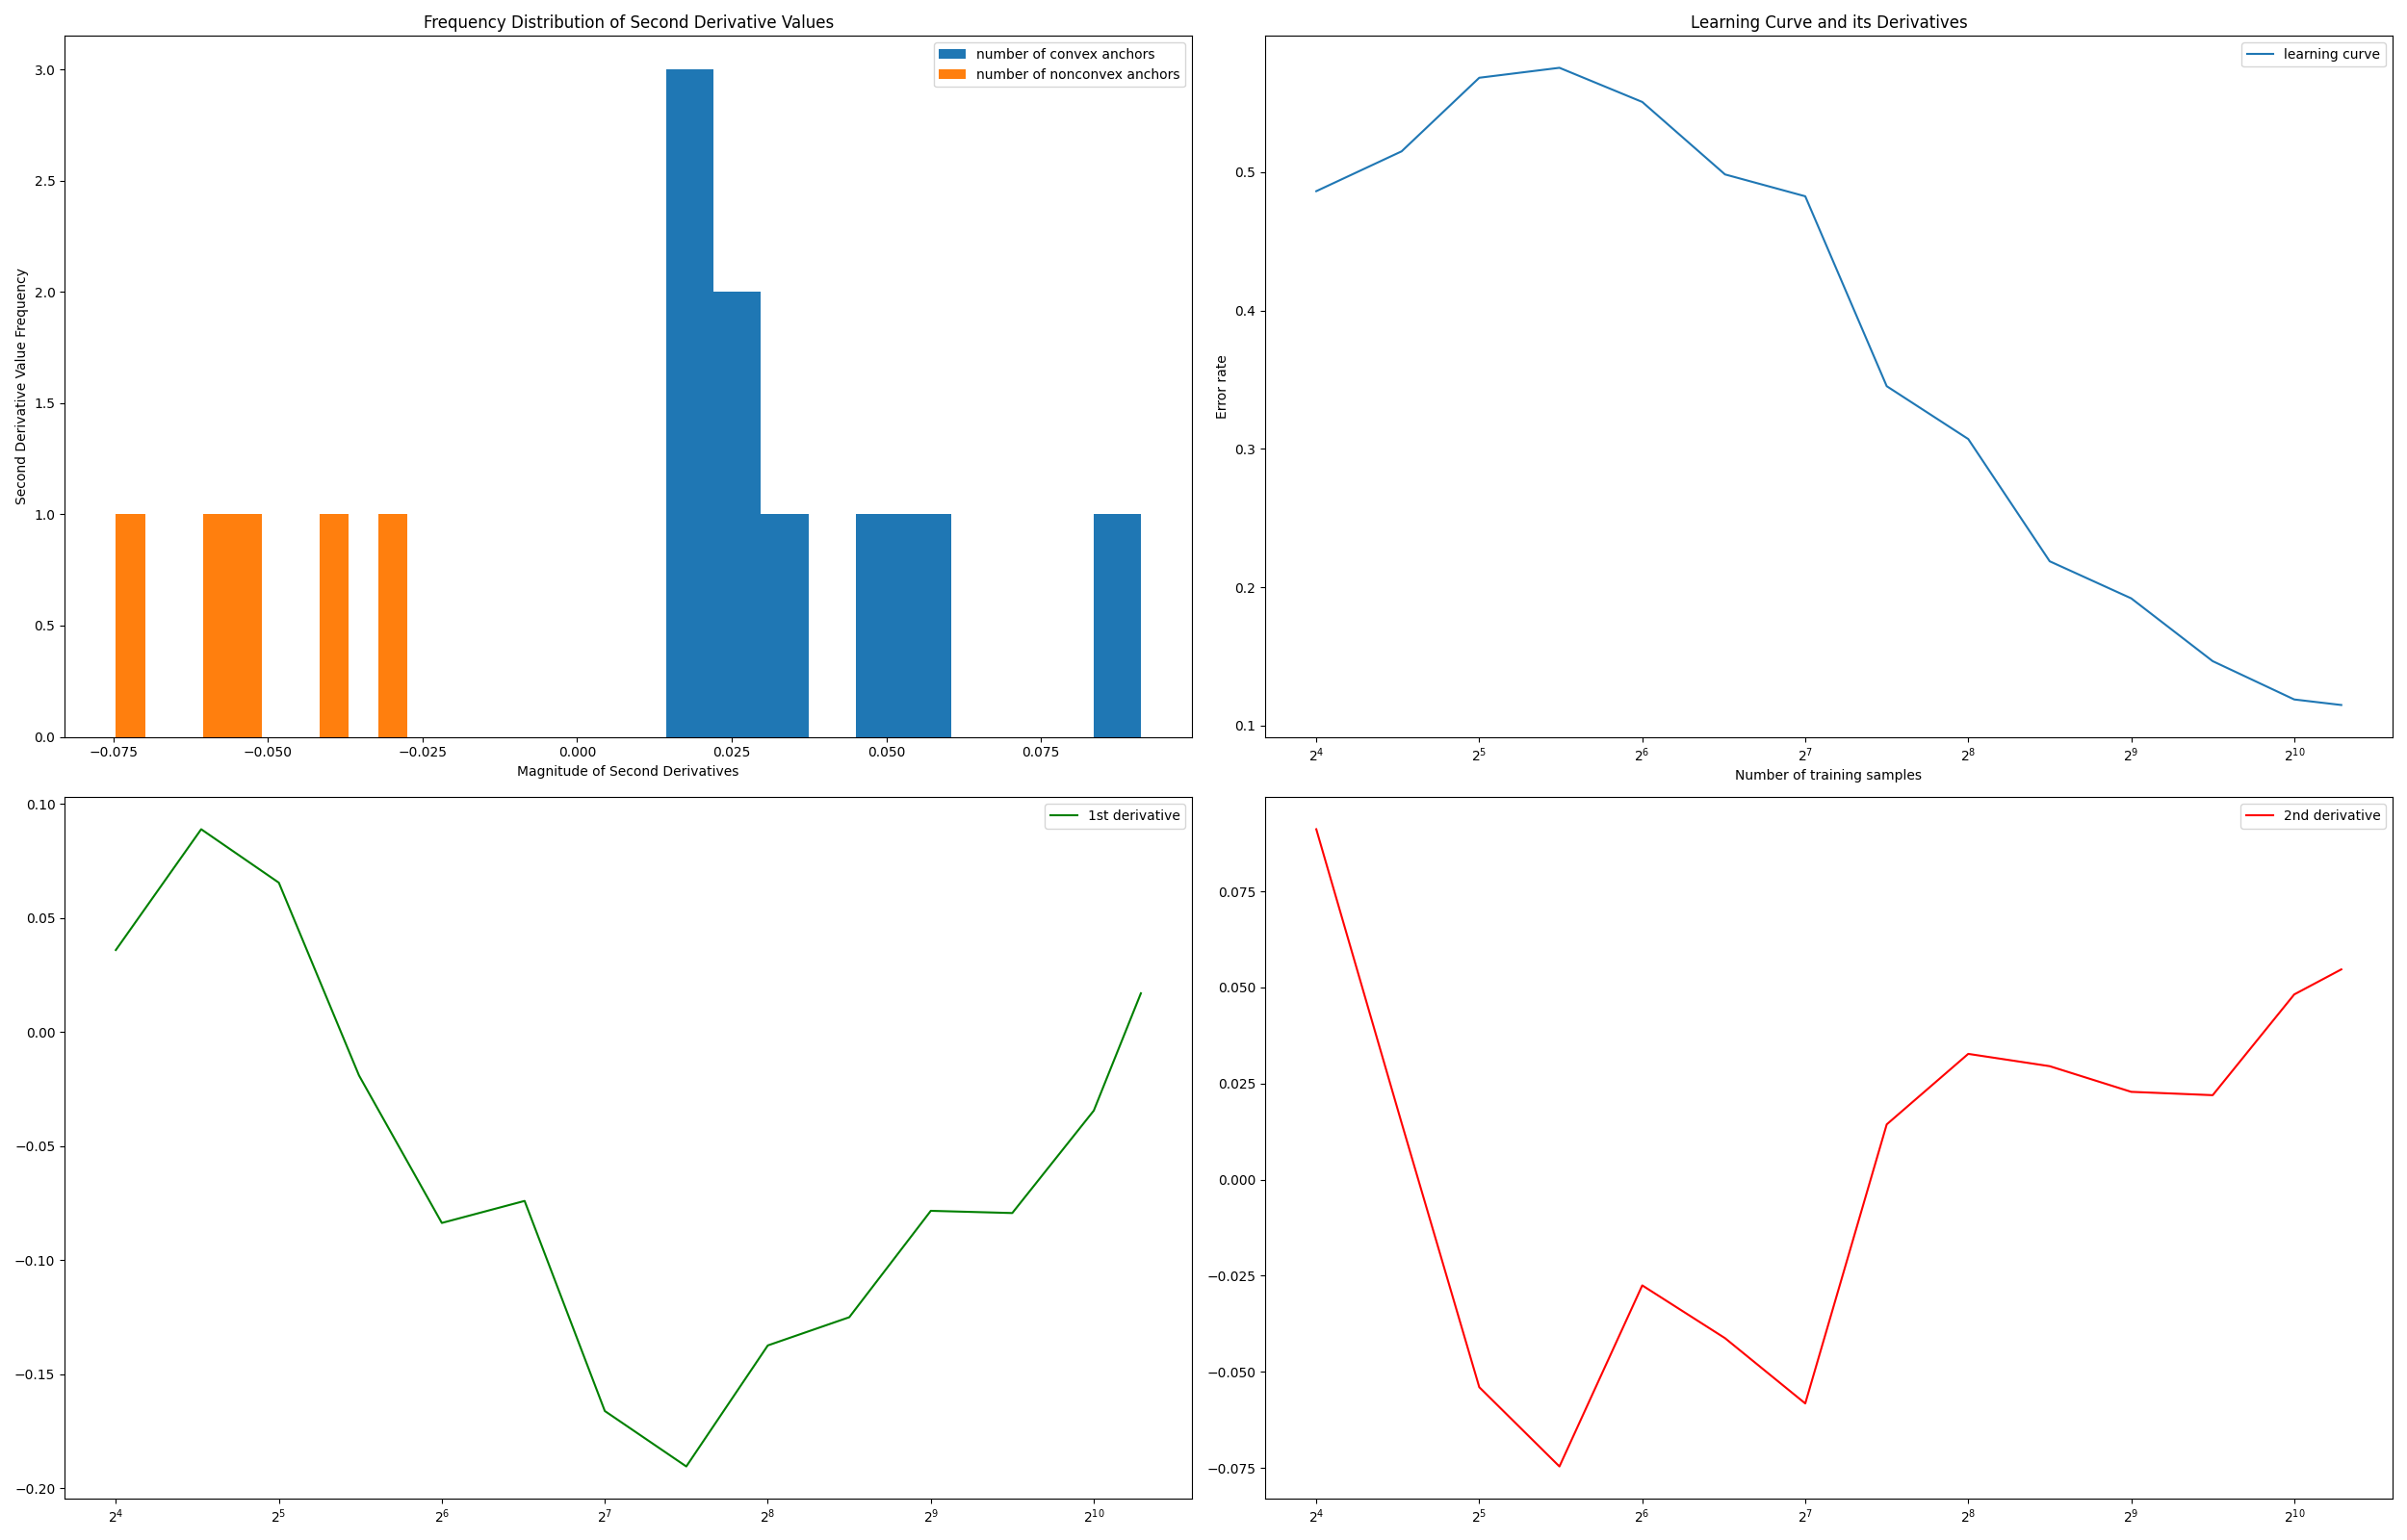 Frequency Distribution of Second Derivative Values
number of convex anchors
number of nonconvex anchors
3.0
2.5
2.0
1.5
1.0
0.5
0.0
Second Derivative Value Frequency
−0.075 −0.050 −0.025 0.000 0.025 0.050 0.075
Magnitude of Second Derivatives
Learning Curve and its Derivatives
learning curve
0.5
0.4
0.3
0.2
0.1
Error rate
2⁴ 2⁵ 2⁶ 2⁷ 2⁸ 2⁹ 2¹⁰
Number of training samples
1st derivative
0.10
0.05
0.00
−0.05
−0.10
−0.15
−0.20
2⁴ 2⁵ 2⁶ 2⁷ 2⁸ 2⁹ 2¹⁰
2nd derivative
0.075
0.050
0.025
0.000
−0.025
−0.050
−0.075
2⁴ 2⁵ 2⁶ 2⁷ 2⁸ 2⁹ 2¹⁰